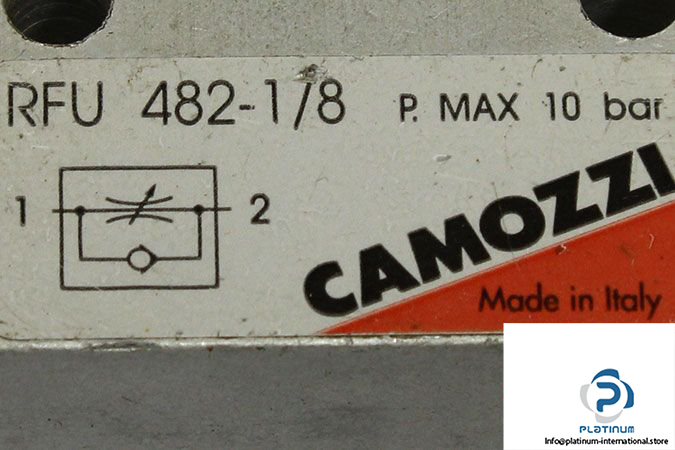 RFU 482-1/8 P. MAX 10 bar
1 2
CAMOZZI
Made in Italy
PLATINUM
Info@platinum-international.store